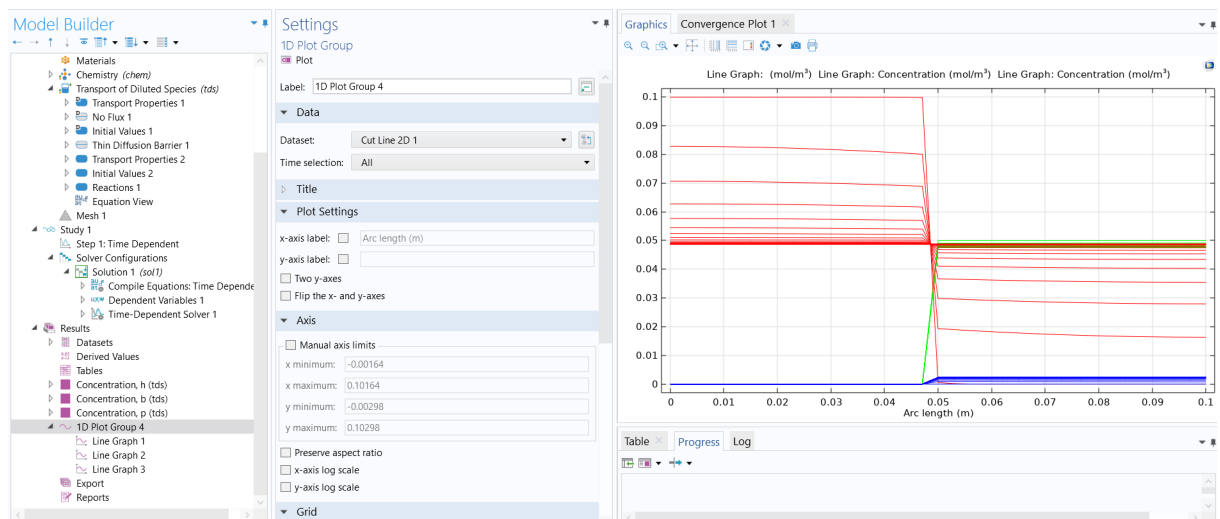 Model Builder
Materials
Chemistry (chem)
Transport of Diluted Species (tds)
Transport Properties 1
No Flux 1
Initial Values 1
Thin Diffusion Barrier 1
Transport Properties 2
Initial Values 2
Reactions 1
Equation View
Mesh 1
Study 1
Step 1: Time Dependent
Solver Configurations
Solution 1 (sol1)
Compile Equations: Time Depende
Dependent Variables 1
Time-Dependent Solver 1
Results
Datasets
Derived Values
Tables
Concentration, h (tds)
Concentration, b (tds)
Concentration, p (tds)
1D Plot Group 4
Line Graph 1
Line Graph 2
Line Graph 3
Export
Reports
Settings
1D Plot Group
Plot
Label: 1D Plot Group 4
Data
Dataset: Cut Line 2D 1
Time selection: All
Title
Plot Settings
x-axis label: Arc length (m)
y-axis label:
Two y-axes
Flip the x- and y-axes
Axis
Manual axis limits
x minimum: -0.00164
x maximum: 0.10164
y minimum: -0.00298
y maximum: 0.10298
Preserve aspect ratio
x-axis log scale
y-axis log scale
Grid
Graphics Convergence Plot 1
Line Graph: (mol/m³) Line Graph: Concentration (mol/m³) Line Graph: Concentration (mol/m³)
0.1
0.09
0.08
0.07
0.06
0.05
0.04
0.03
0.02
0.01
0
0 0.01 0.02 0.03 0.04 0.05 0.06 0.07 0.08 0.09 0.1
Arc length (m)
Table Progress Log